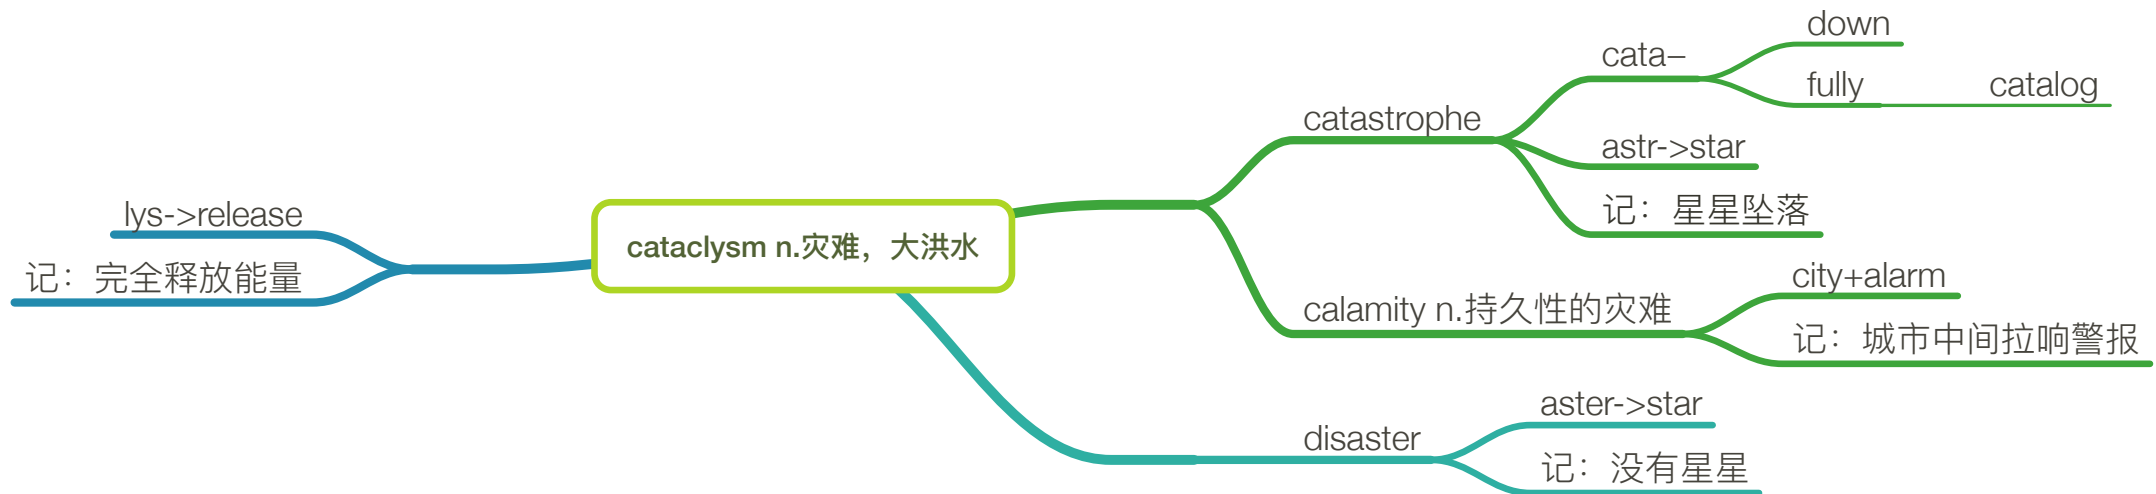 lys->release
记：完全释放能量
cataclysm n.灾难，大洪水
catastrophe
cata–
down
fully
catalog
astr->star
记：星星坠落
calamity n.持久性的灾难
city+alarm
记：城市中间拉响警报
disaster
aster->star
记：没有星星